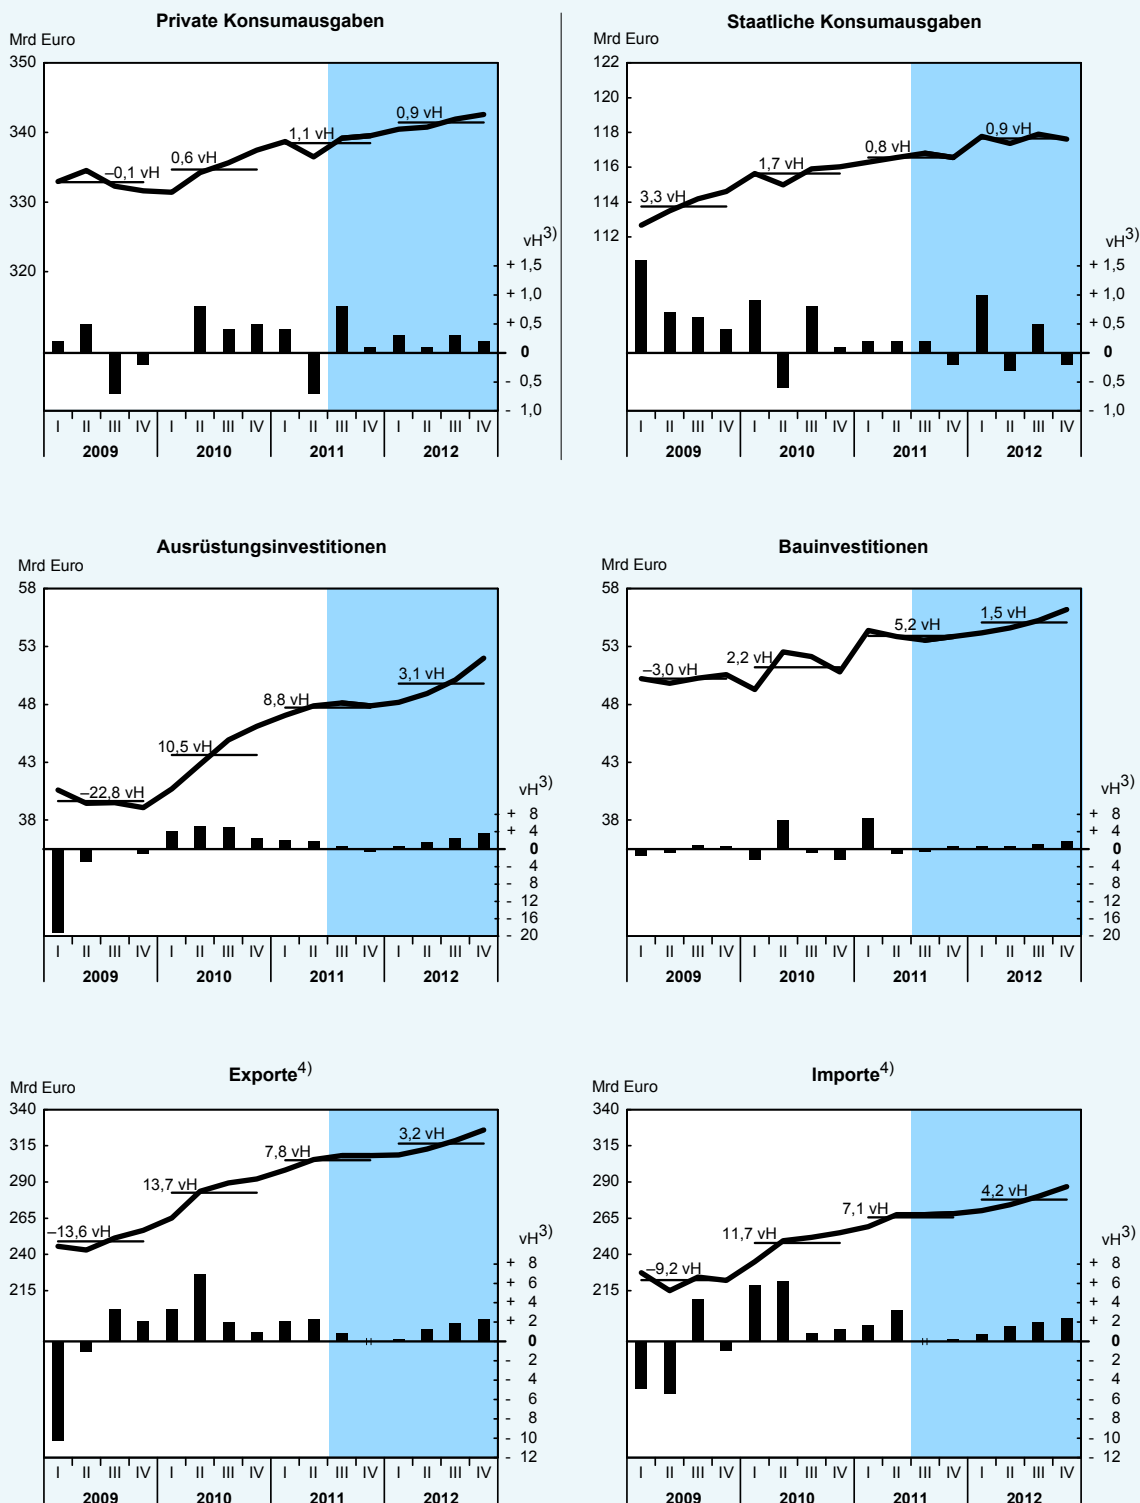 Private Konsumausgaben
Mrd Euro
350
340
330
320
–0,1 vH
0,6 vH
1,1 vH
0,9 vH
vH3)
+ 1,5
+ 1,0
+ 0,5
0
- 0,5
- 1,0
I II III IV I II III IV I II III IV I II III IV
2009 2010 2011 2012
Staatliche Konsumausgaben
Mrd Euro
122
120
118
116
114
112
3,3 vH
1,7 vH
0,8 vH
0,9 vH
vH3)
+ 1,5
+ 1,0
+ 0,5
0
- 0,5
- 1,0
I II III IV I II III IV I II III IV I II III IV
2009 2010 2011 2012
Ausrüstungsinvestitionen
Mrd Euro
58
53
48
43
38
–22,8 vH
10,5 vH
8,8 vH
3,1 vH
vH3)
+ 8
+ 4
0
- 4
- 8
- 12
- 16
- 20
I II III IV I II III IV I II III IV I II III IV
2009 2010 2011 2012
Bauinvestitionen
Mrd Euro
58
53
48
43
38
–3,0 vH
2,2 vH
5,2 vH
1,5 vH
vH3)
+ 8
+ 4
0
- 4
- 8
- 12
- 16
- 20
I II III IV I II III IV I II III IV I II III IV
2009 2010 2011 2012
Exporte4)
Mrd Euro
340
315
290
265
240
215
–13,6 vH
13,7 vH
7,8 vH
3,2 vH
vH3)
+ 8
+ 6
+ 4
+ 2
0
- 2
- 4
- 6
- 8
- 10
- 12
I II III IV I II III IV I II III IV I II III IV
2009 2010 2011 2012
Importe4)
Mrd Euro
340
315
290
265
240
215
–9,2 vH
11,7 vH
7,1 vH
4,2 vH
vH3)
+ 8
+ 6
+ 4
+ 2
0
- 2
- 4
- 6
- 8
- 10
- 12
I II III IV I II III IV I II III IV I II III IV
2009 2010 2011 2012